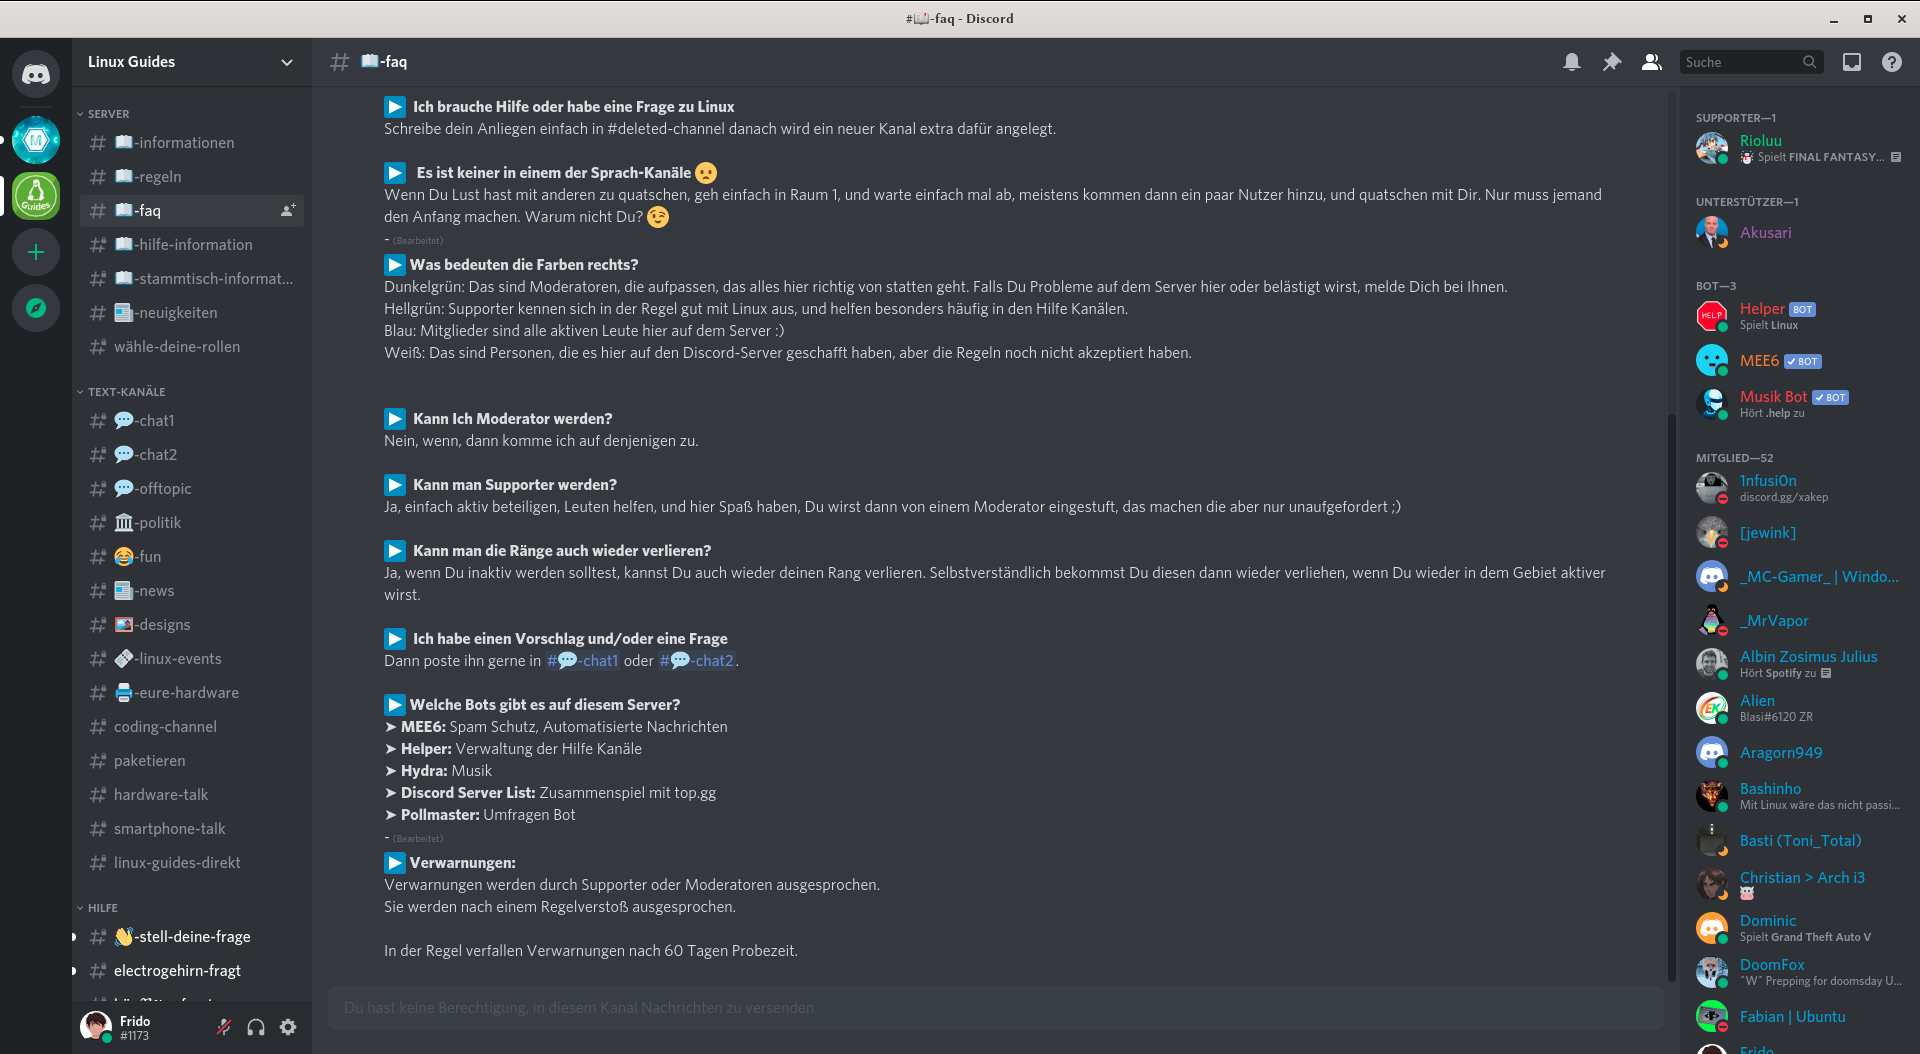 #📖-faq - Discord
Linux Guides
SERVER
📖-informationen
📖-regeln
📖-faq
📖-hilfe-information
📖-stammtisch-informat...
📰-neuigkeiten
wähle-deine-rollen
TEXT-KANÄLE
💬-chat1
💬-chat2
💬-offtopic
🏛-politik
😂-fun
📰-news
🖼-designs
🎟-linux-events
🖨-eure-hardware
coding-channel
paketieren
hardware-talk
smartphone-talk
linux-guides-direkt
HILFE
👋-stell-deine-frage
electrogehirn-fragt
Frido
#1173
Guides
📖-faq
Suche
▶ Ich brauche Hilfe oder habe eine Frage zu Linux
Schreibe dein Anliegen einfach in #deleted-channel danach wird ein neuer Kanal extra dafür angelegt.
▶ Es ist keiner in einem der Sprach-Kanäle 🙁
Wenn Du Lust hast mit anderen zu quatschen, geh einfach in Raum 1, und warte einfach mal ab, meistens kommen dann ein paar Nutzer hinzu, und quatschen mit Dir. Nur muss jemand
den Anfang machen. Warum nicht Du? 😉
- (Bearbeitet)
▶ Was bedeuten die Farben rechts?
Dunkelgrün: Das sind Moderatoren, die aufpassen, das alles hier richtig von statten geht. Falls Du Probleme auf dem Server hier oder belästigt wirst, melde Dich bei Ihnen.
Hellgrün: Supporter kennen sich in der Regel gut mit Linux aus, und helfen besonders häufig in den Hilfe Kanälen.
Blau: Mitglieder sind alle aktiven Leute hier auf dem Server :)
Weiß: Das sind Personen, die es hier auf den Discord-Server geschafft haben, aber die Regeln noch nicht akzeptiert haben.
▶ Kann Ich Moderator werden?
Nein, wenn, dann komme ich auf denjenigen zu.
▶ Kann man Supporter werden?
Ja, einfach aktiv beteiligen, Leuten helfen, und hier Spaß haben, Du wirst dann von einem Moderator eingestuft, das machen die aber nur unaufgefordert ;)
▶ Kann man die Ränge auch wieder verlieren?
Ja, wenn Du inaktiv werden solltest, kannst Du auch wieder deinen Rang verlieren. Selbstverständlich bekommst Du diesen dann wieder verliehen, wenn Du wieder in dem Gebiet aktiver
wirst.
▶ Ich habe einen Vorschlag und/oder eine Frage
Dann poste ihn gerne in #💬-chat1 oder #💬-chat2.
▶ Welche Bots gibt es auf diesem Server?
➤ MEE6: Spam Schutz, Automatisierte Nachrichten
➤ Helper: Verwaltung der Hilfe Kanäle
➤ Hydra: Musik
➤ Discord Server List: Zusammenspiel mit top.gg
➤ Pollmaster: Umfragen Bot
- (Bearbeitet)
▶ Verwarnungen:
Verwarnungen werden durch Supporter oder Moderatoren ausgesprochen.
Sie werden nach einem Regelverstoß ausgesprochen.
In der Regel verfallen Verwarnungen nach 60 Tagen Probezeit.
Du hast keine Berechtigung, in diesem Kanal Nachrichten zu versenden.
SUPPORTER—1
Rioluu
Spielt FINAL FANTASY...
UNTERSTÜTZER—1
Akusari
BOT—3
HELP
Helper BOT
Spielt Linux
MEE6 ✓ BOT
Musik Bot ✓ BOT
Hört .help zu
MITGLIED—52
1nfusi0n
discord.gg/xakep
[jewink]
_MC-Gamer_ | Windo...
_MrVapor
Albin Zosimus Julius
Hört Spotify zu
Alien
Blasi#6120 ZR
Aragorn949
Bashinho
Mit Linux wäre das nicht passi...
Basti (Toni_Total)
Christian > Arch i3
Dominic
Spielt Grand Theft Auto V
DoomFox
^W^ Prepping for doomsday U...
Fabian | Ubuntu
Frido